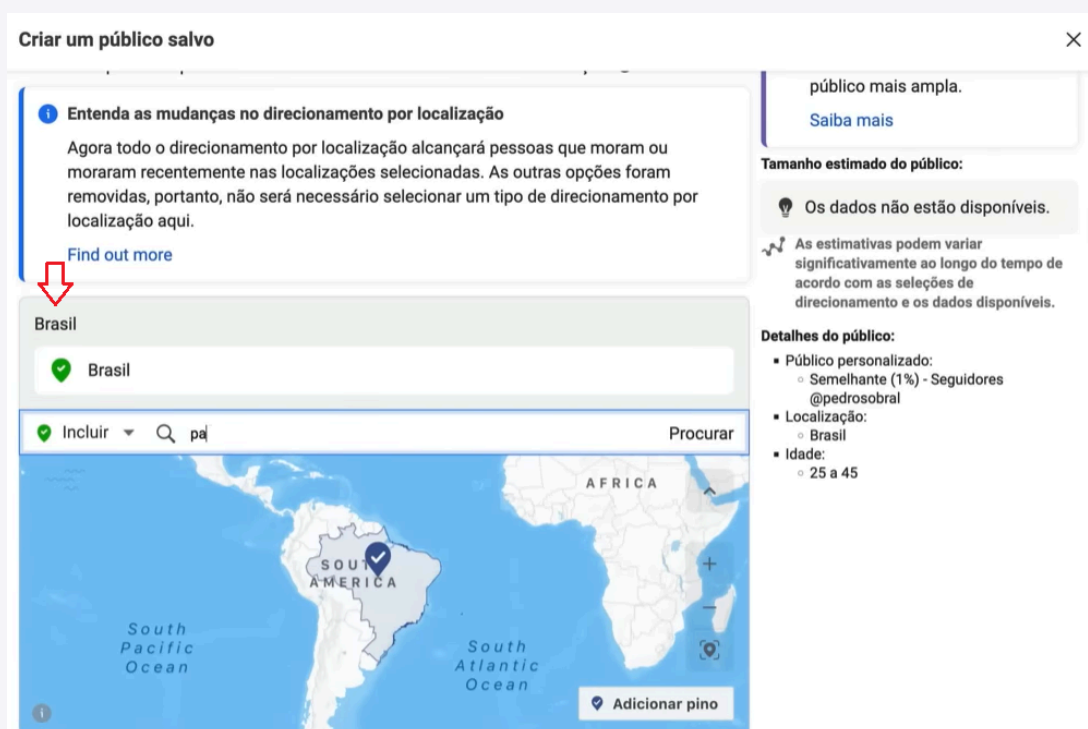 Criar um público salvo
Entenda as mudanças no direcionamento por localização
Agora todo o direcionamento por localização alcançará pessoas que moram ou
moraram recentemente nas localizações selecionadas. As outras opções foram
removidas, portanto, não será necessário selecionar um tipo de direcionamento por
localização aqui.
Find out more
Brasil
Brasil
Incluir
pa
Procurar
AFRICA
SOUT
AMERICA
South
Pacific
Ocean
South
Atlantic
Ocean
Adicionar pino
público mais ampla.
Saiba mais
Tamanho estimado do público:
Os dados não estão disponíveis.
As estimativas podem variar
significativamente ao longo do tempo de
acordo com as seleções de
direcionamento e os dados disponíveis.
Detalhes do público:
Público personalizado:
Semelhante (1%) - Seguidores
@pedrosobral
Localização:
Brasil
Idade:
25 a 45